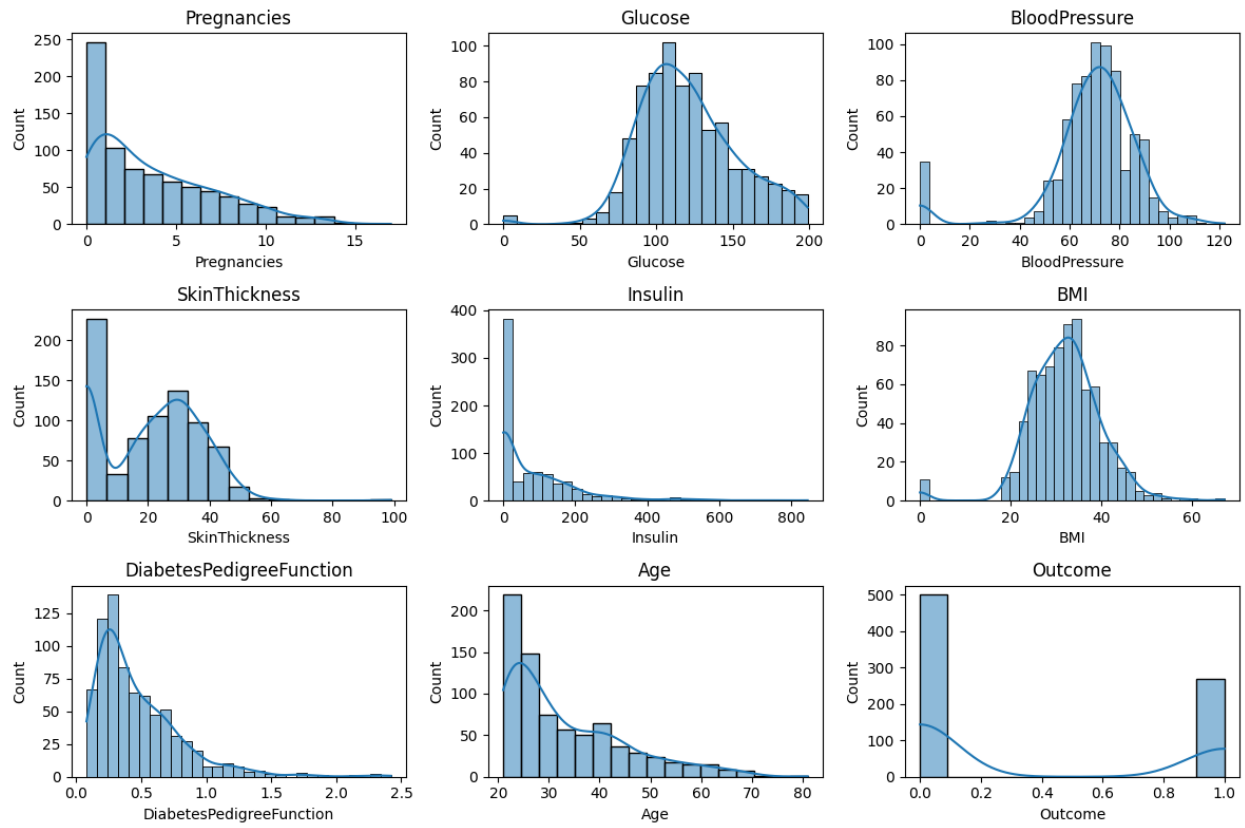 Pregnancies
250
200
150
100
50
0
Count
0 5 10 15
Pregnancies
Glucose
100
80
60
40
20
0
Count
0 50 100 150 200
Glucose
BloodPressure
100
80
60
40
20
0
Count
0 20 40 60 80 100 120
BloodPressure
SkinThickness
200
150
100
50
0
Count
0 20 40 60 80 100
SkinThickness
Insulin
400
300
200
100
0
Count
0 200 400 600 800
Insulin
BMI
80
60
40
20
0
Count
0 20 40 60
BMI
DiabetesPedigreeFunction
125
100
75
50
25
0
Count
0.0 0.5 1.0 1.5 2.0 2.5
DiabetesPedigreeFunction
Age
200
150
100
50
0
Count
20 30 40 50 60 70 80
Age
Outcome
500
400
300
200
100
0
Count
0.0 0.2 0.4 0.6 0.8 1.0
Outcome